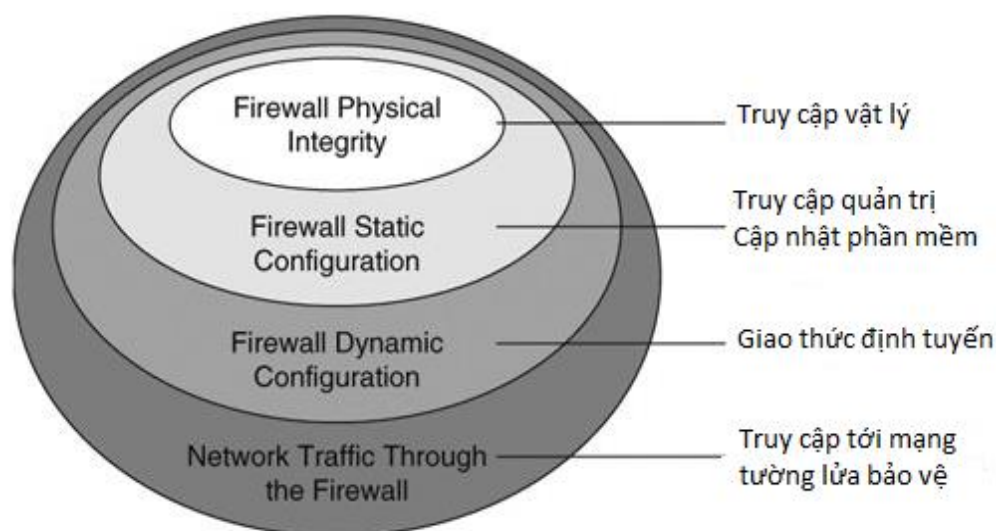 Firewall Physical
Integrity
Truy cập vật lý
Firewall Static
Configuration
Truy cập quản trị
Cập nhật phần mềm
Firewall Dynamic
Configuration
Giao thức định tuyến
Network Traffic Through
the Firewall
Truy cập tới mạng
tường lửa bảo vệ